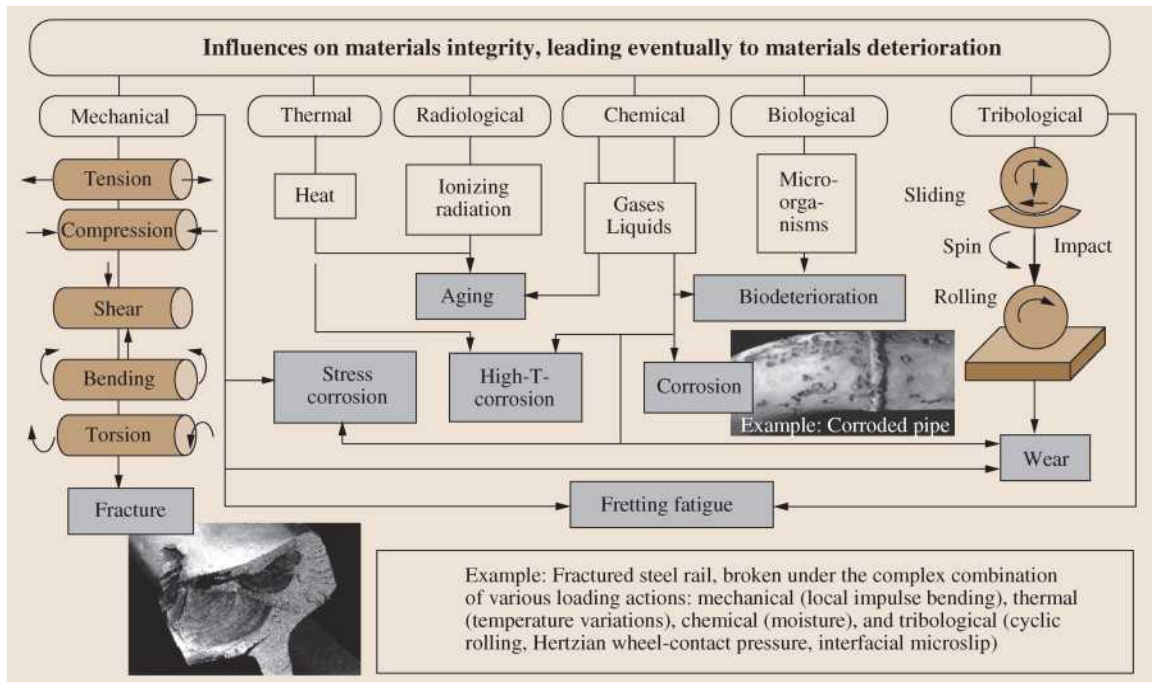 Influences on materials integrity, leading eventually to materials deterioration
Mechanical
Thermal
Radiological
Chemical
Biological
Tribological
Tension
Compression
Shear
Bending
Torsion
Fracture
Heat
Ionizing
radiation
Gases
Liquids
Micro-
orga-
nisms
Sliding
Spin
Impact
Rolling
Aging
Biodeterioration
Stress
corrosion
High-T-
corrosion
Corrosion
Example: Corroded pipe
Wear
Fretting fatigue
Example: Fractured steel rail, broken under the complex combination
of various loading actions: mechanical (local impulse bending), thermal
(temperature variations), chemical (moisture), and tribological (cyclic
rolling, Hertzian wheel-contact pressure, interfacial microslip)